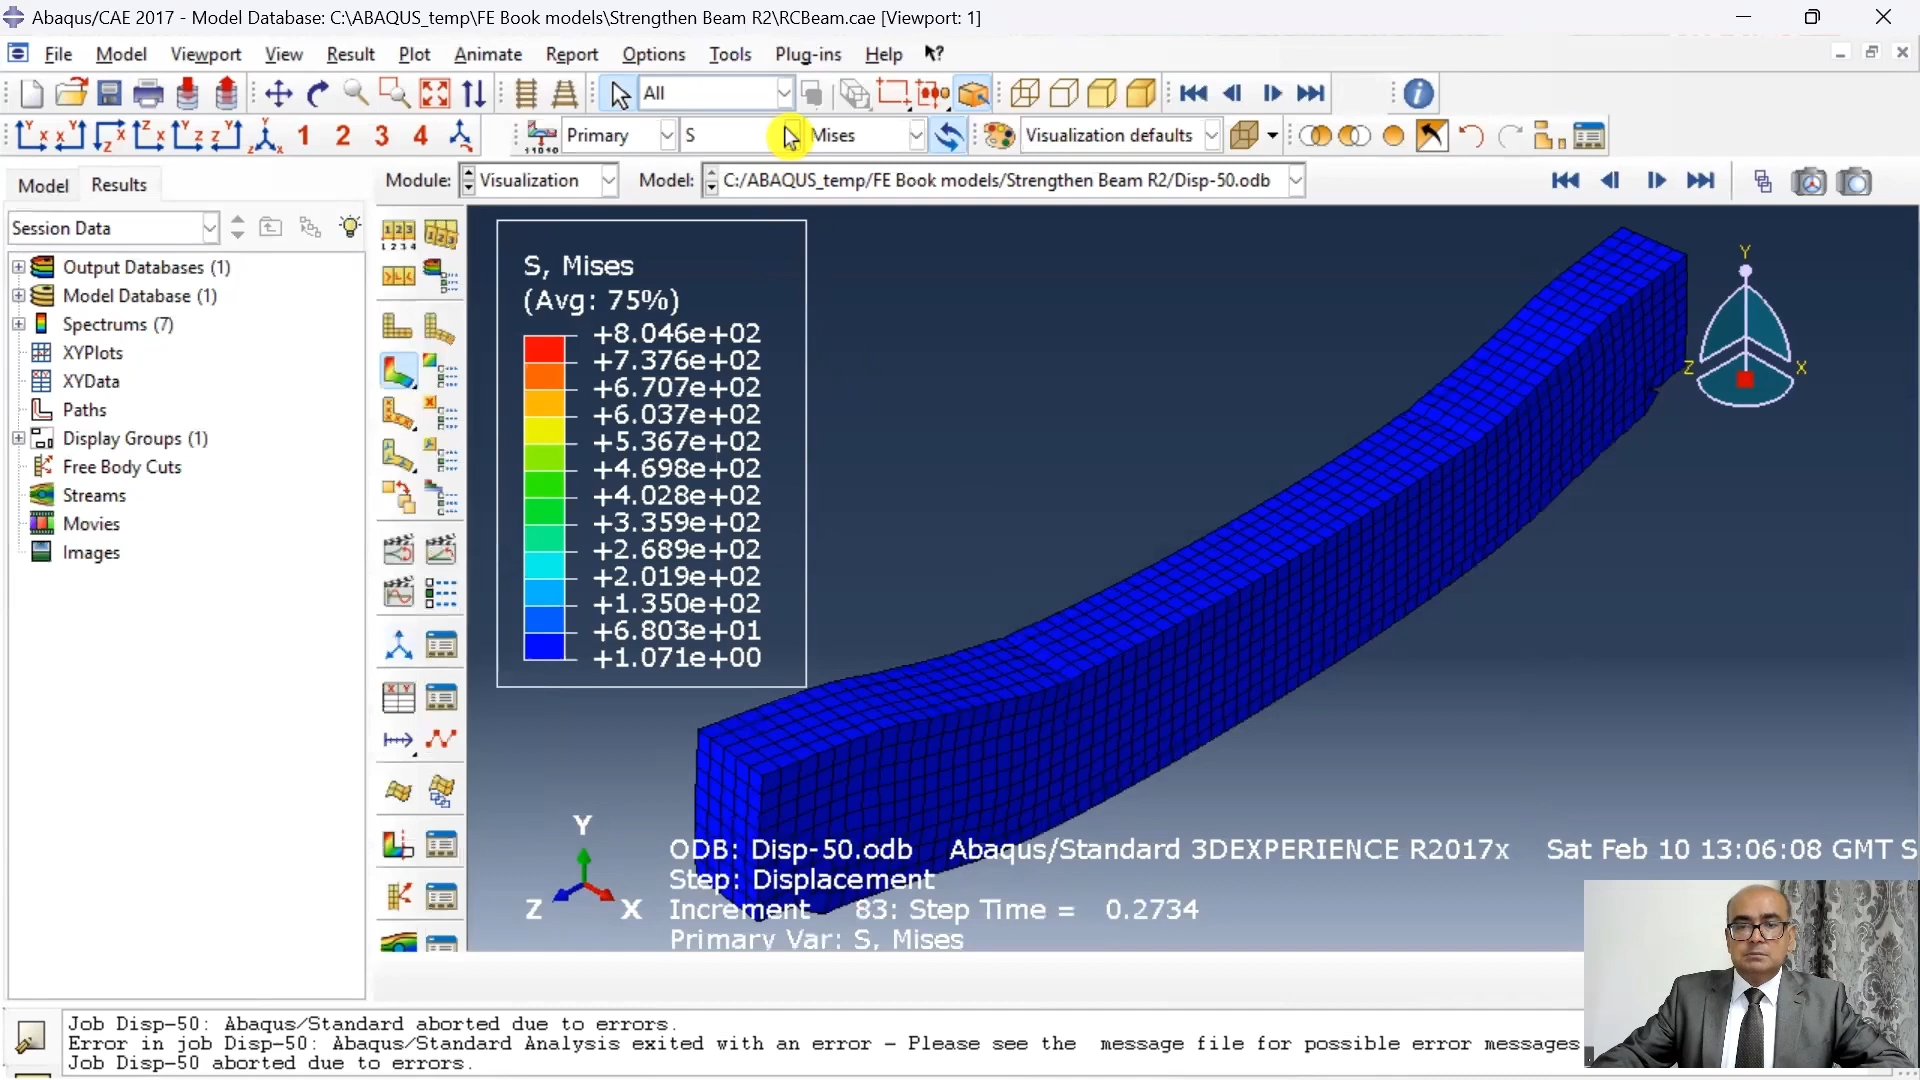 Abaqus/CAE 2017 - Model Database: C:\ABAQUS_temp\FE Book models\Strengthen Beam R2\RCBeam.cae [Viewport: 1]
File Model Viewport View Result Plot Animate Report Options Tools Plug-ins Help
All
1 2 3 4 Primary S Mises Visualization defaults
Model Results
Module: Visualization Model: C:/ABAQUS_temp/FE Book models/Strengthen Beam R2/Disp-50.odb
Session Data
Output Databases (1)
Model Database (1)
Spectrums (7)
XYPlots
XYData
Paths
Display Groups (1)
Free Body Cuts
Streams
Movies
Images
S, Mises
(Avg: 75%)
+8.046e+02
+7.376e+02
+6.707e+02
+6.037e+02
+5.367e+02
+4.698e+02
+4.028e+02
+3.359e+02
+2.689e+02
+2.019e+02
+1.350e+02
+6.803e+01
+1.071e+00
Y
Z X
Y
Z X
ODB: Disp-50.odb Abaqus/Standard 3DEXPERIENCE R2017x Sat Feb 10 13:06:08 GMT S
Step: Displacement
Increment 83: Step Time = 0.2734
Primary Var: S, Mises
Job Disp-50: Abaqus/Standard aborted due to errors.
Error in job Disp-50: Abaqus/Standard Analysis exited with an error - Please see the message file for possible error messages
Job Disp-50 aborted due to errors.